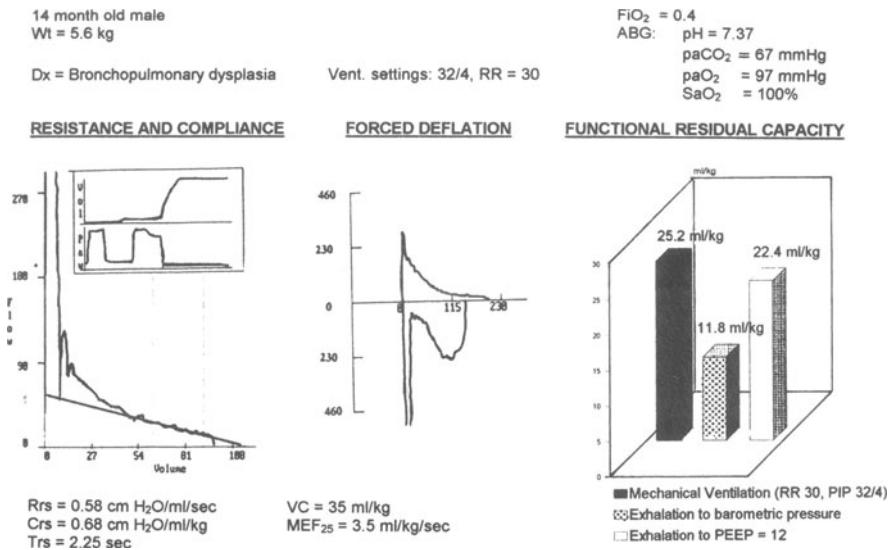 14 month old male
Wt = 5.6 kg
Dx = Bronchopulmonary dysplasia
Vent. settings: 32/4, RR = 30
FiO₂ = 0.4
ABG: pH = 7.37
paCO₂ = 67 mmHg
paO₂ = 97 mmHg
SaO₂ = 100%
RESISTANCE AND COMPLIANCE
270
180
90
0
Flow
Vol
0 27 54 81 108
Volume
Rrs = 0.58 cm H₂O/ml/sec
Crs = 0.68 cm H₂O/ml/kg
Trs = 2.25 sec
FORCED DEFLATION
460
230
0
230
460
0 115 230
VC = 35 ml/kg
MEF₂₅ = 3.5 ml/kg/sec
FUNCTIONAL RESIDUAL CAPACITY
ml/kg
25.2 ml/kg
11.8 ml/kg
22.4 ml/kg
30
25
20
15
10
5
0
Mechanical Ventilation (RR 30, PIP 32/4)
Exhalation to barometric pressure
Exhalation to PEEP = 12